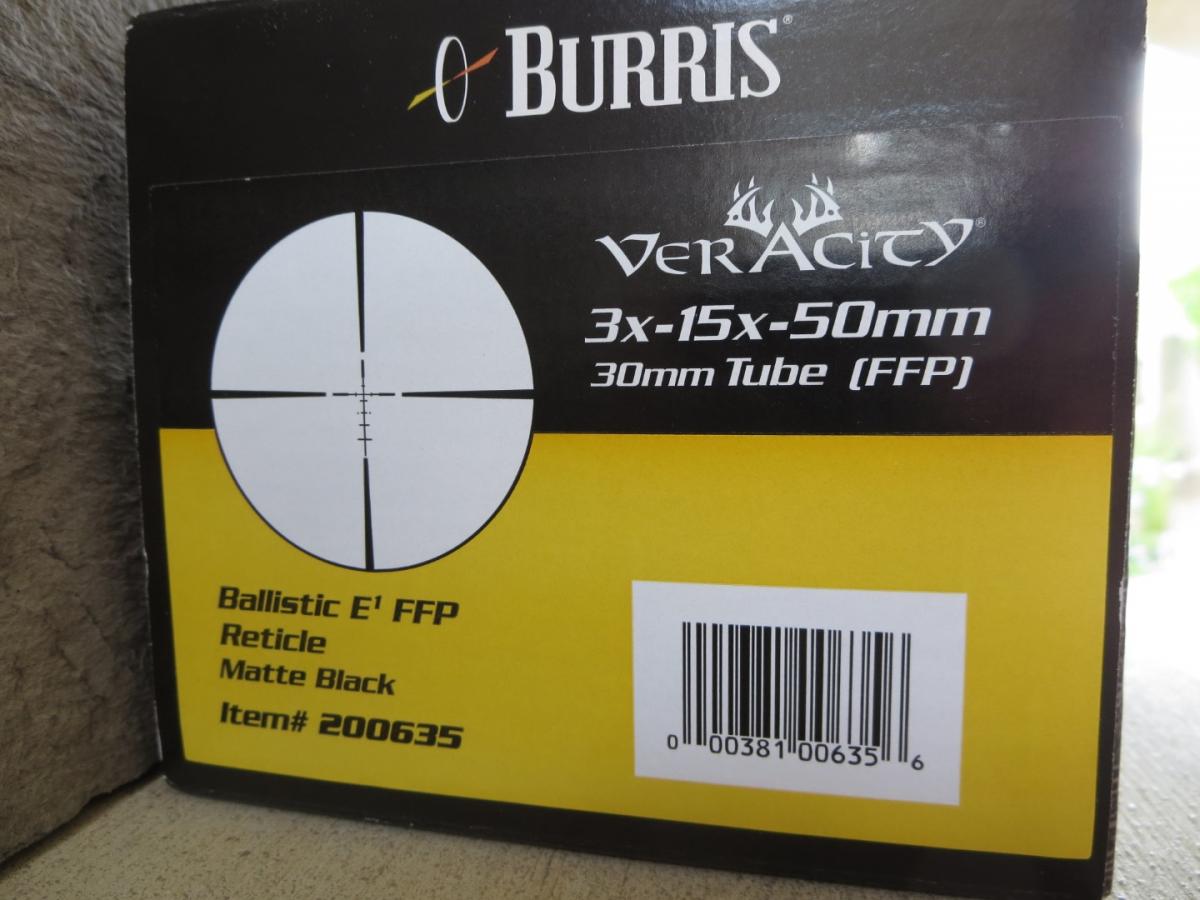 BURRIS®
VERACITY®
3x-15x-50mm
30mm Tube (FFP)
Ballistic E¹ FFP
Reticle
Matte Black
Item# 200635
0 00381 00635 6